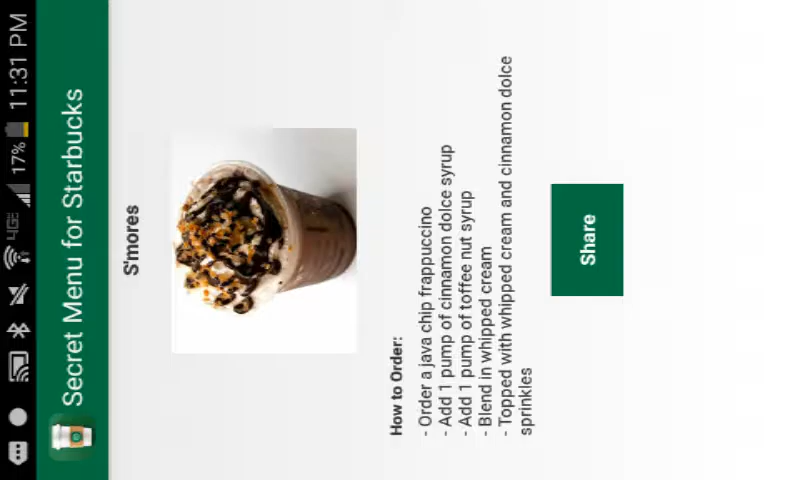 4GE 17% 11:31 PM
Secret Menu for Starbucks
S'mores
How to Order:
- Order a java chip frappuccino
- Add 1 pump of cinnamon dolce syrup
- Add 1 pump of toffee nut syrup
- Blend in whipped cream
- Topped with whipped cream and cinnamon dolce
sprinkles
Share